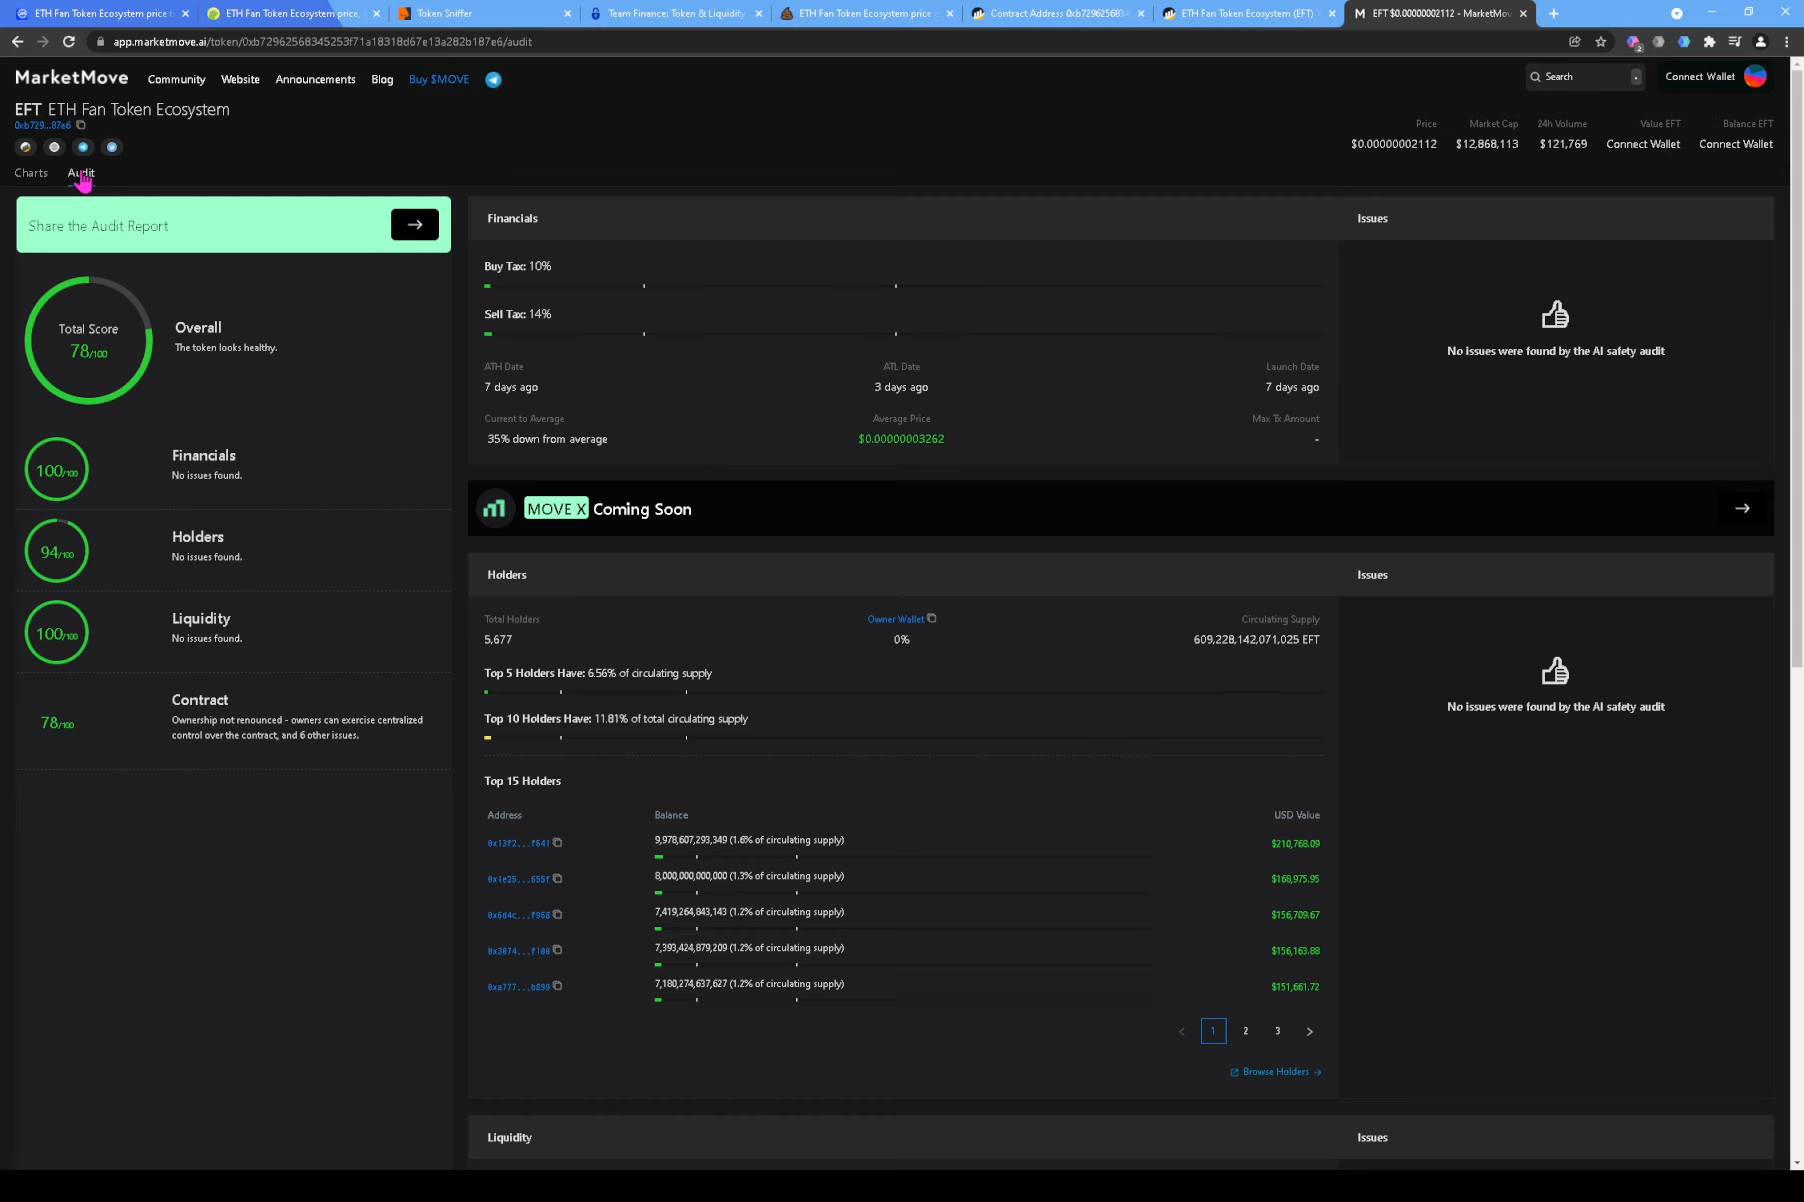 ETH Fan Token Ecosystem price t
ETH Fan Token Ecosystem price,
Token Sniffer
Team Finance: Token & Liquidity
ETH Fan Token Ecosystem price
Contract Address 0xb729625683
ETH Fan Token Ecosystem (EFT) T
EFT $0.00000002112 - MarketMov
app.marketmove.ai/token/0xb72962568345253f71a18318d67e13a282b187e6/audit
MarketMove
Community
Website
Announcements
Blog
Buy $MOVE
Search
Connect Wallet
EFT ETH Fan Token Ecosystem
0xb729...87e6
Price
Market Cap
24h Volume
Value EFT
Balance EFT
$0.00000002112
$12,868,113
$121,769
Connect Wallet
Connect Wallet
Charts
Audit
Share the Audit Report
Total Score
78/100
Overall
The token looks healthy.
100/100
Financials
No issues found.
94/100
Holders
No issues found.
100/100
Liquidity
No issues found.
78/100
Contract
Ownership not renounced - owners can exercise centralized
control over the contract, and 6 other issues.
Financials
Issues
Buy Tax: 10%
Sell Tax: 14%
ATH Date
ATL Date
Launch Date
7 days ago
3 days ago
7 days ago
Current to Average
Average Price
Max Tx Amount
35% down from average
$0.00000003262
-
No issues were found by the AI safety audit
MOVE X Coming Soon
Holders
Issues
Total Holders
Owner Wallet
Circulating Supply
5,677
0%
609,228,142,071,025 EFT
Top 5 Holders Have: 6.56% of circulating supply
Top 10 Holders Have: 11.81% of total circulating supply
No issues were found by the AI safety audit
Top 15 Holders
Address
Balance
USD Value
0x13f2...f641
9,978,607,293,349 (1.6% of circulating supply)
$210,768.09
0x1e25...655f
8,000,000,000,000 (1.3% of circulating supply)
$168,975.95
0x6d4c...f968
7,419,264,843,143 (1.2% of circulating supply)
$156,709.67
0x3074...f100
7,393,424,879,209 (1.2% of circulating supply)
$156,163.88
0xa777...b899
7,180,274,637,627 (1.2% of circulating supply)
$151,661.72
1
2
3
Browse Holders
Liquidity
Issues